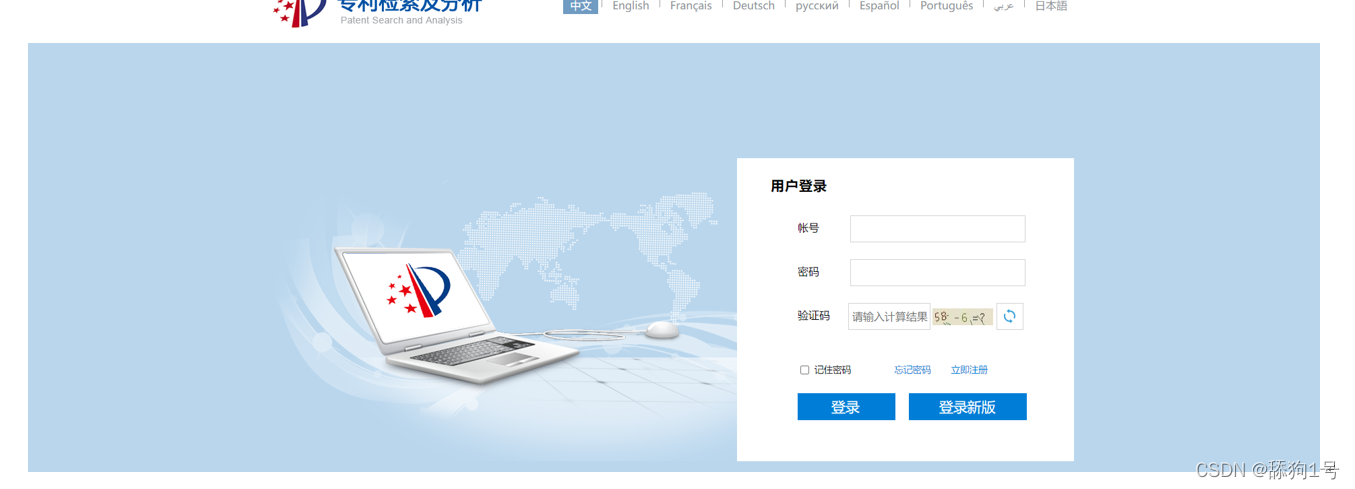 专利检索及分析
Patent Search and Analysis
中文 English Français Deutsch русский Español Português عربي 日本語
用户登录
帐号
密码
验证码 请输入计算结果 58 - 6 =?
记住密码 忘记密码 立即注册
登录 登录新版
CSDN @舔狗1号